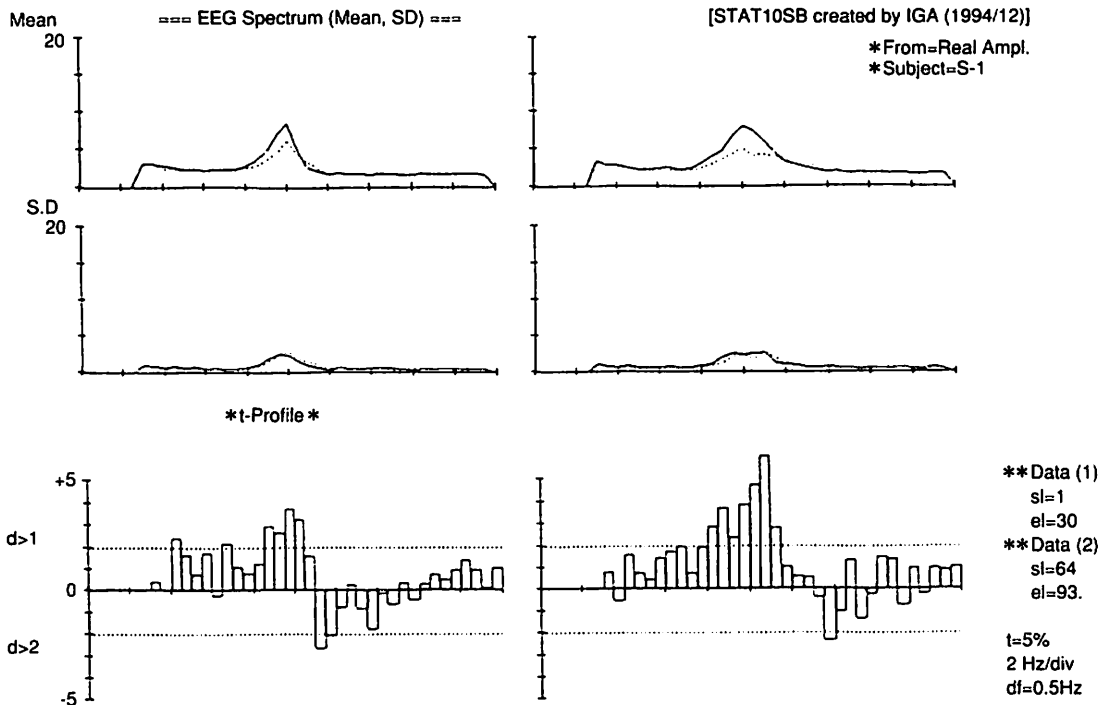 Mean
=== EEG Spectrum (Mean, SD) ===
[STAT10SB created by IGA (1994/12)]
20
*From=Real Ampl.
*Subject=S-1
S.D
20
*t-Profile*
+5
d>1
0
d>2
-5
**Data (1)
sl=1
el=30
**Data (2)
sl=64
el=93.
t=5%
2 Hz/div
df=0.5Hz